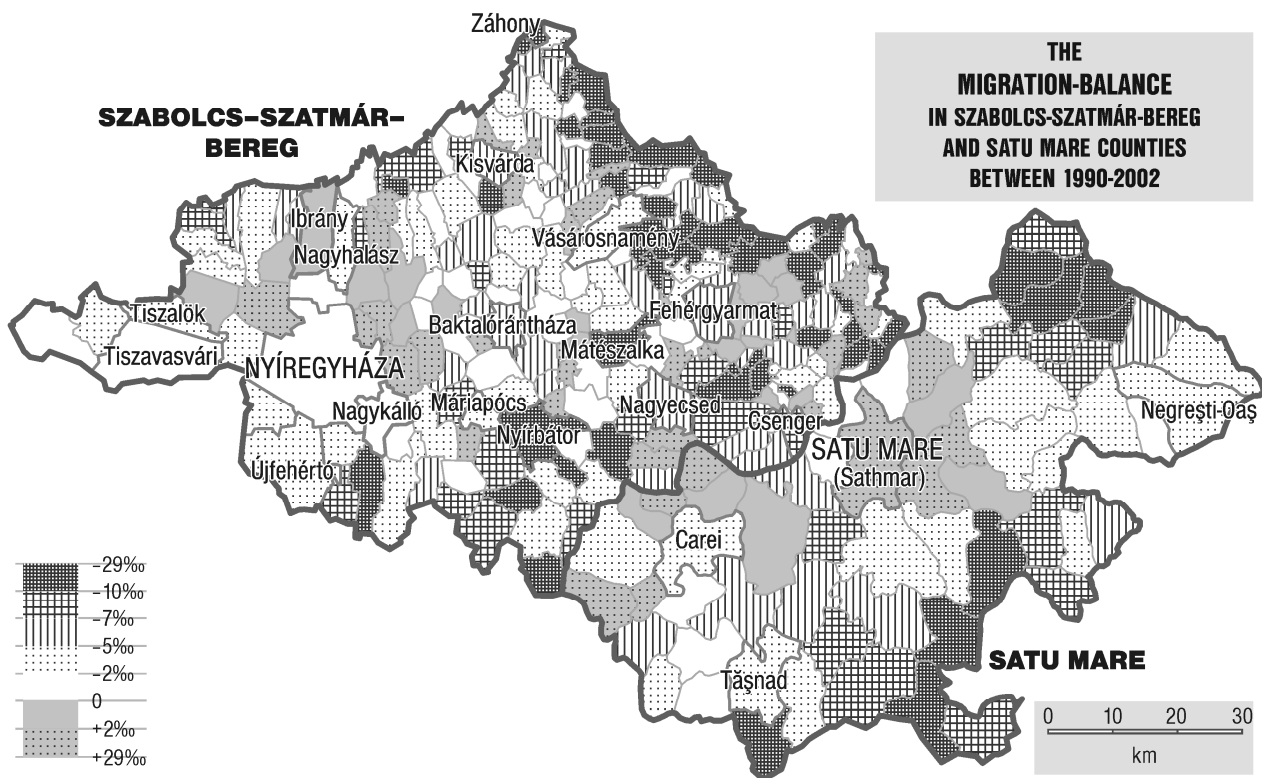 THE
MIGRATION-BALANCE
IN SZABOLCS-SZATMÁR-BEREG
AND SATU MARE COUNTIES
BETWEEN 1990-2002
Záhony
SZABOLCS–SZATMÁR–
BEREG
Kisvárda
Ibrány
Vásárosnamény
Nagyhalász
Tiszalök
Fehérgyarmat
Baktalórántháza
Tiszavasvári
Mátészalka
NYÍREGYHÁZA
Nagykálló
Máriapócs
Nagyecsed
Negreşti-Oaş
Csenger
Nyírbátor
SATU MARE
(Sathmar)
Újfehértó
Carei
Tăşnad
SATU MARE
-29‰
-10‰
-7‰
-5‰
-2‰
0
+2‰
+29‰
0 10 20 30
km